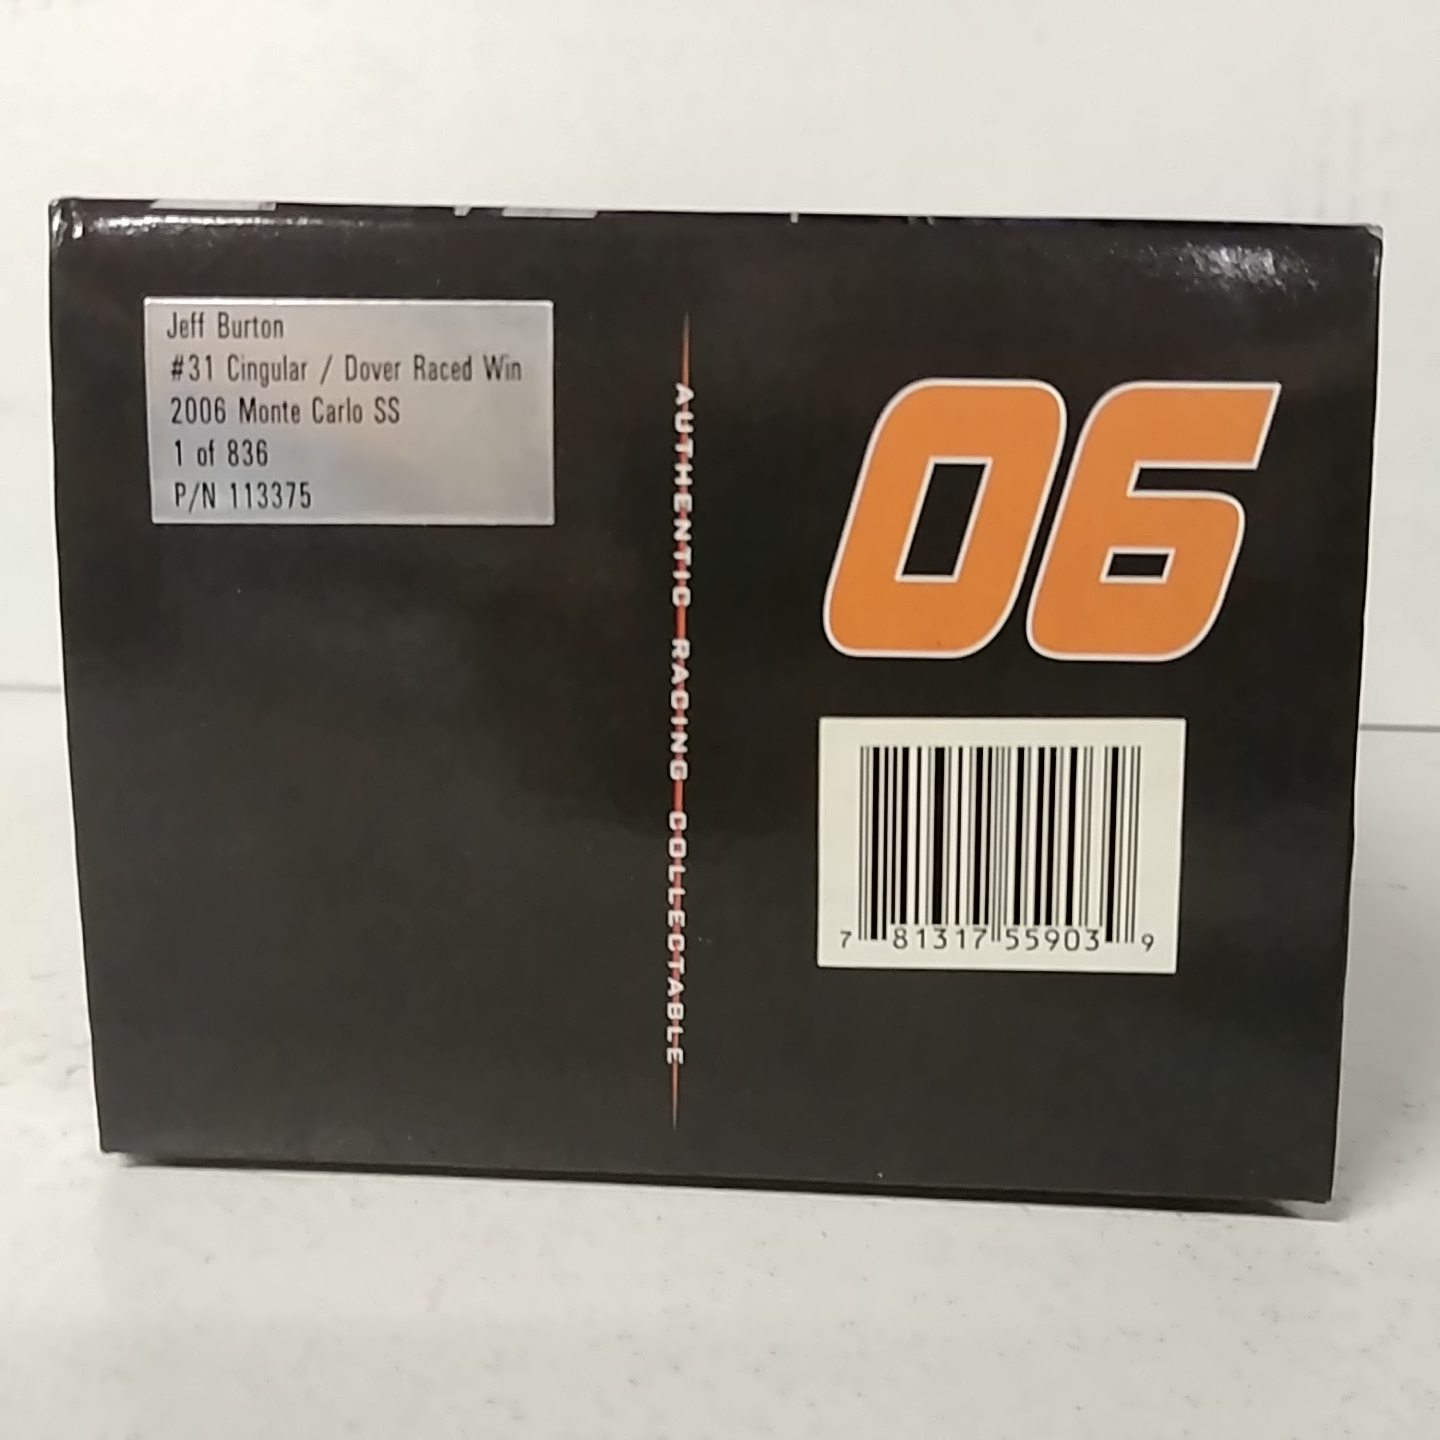 Jeff Burton
#31 Cingular / Dover Raced Win
2006 Monte Carlo SS
1 of 836
P/N 113375
AUTHENTIC RACING COLLECTABLE
06
7 81317 55903 9